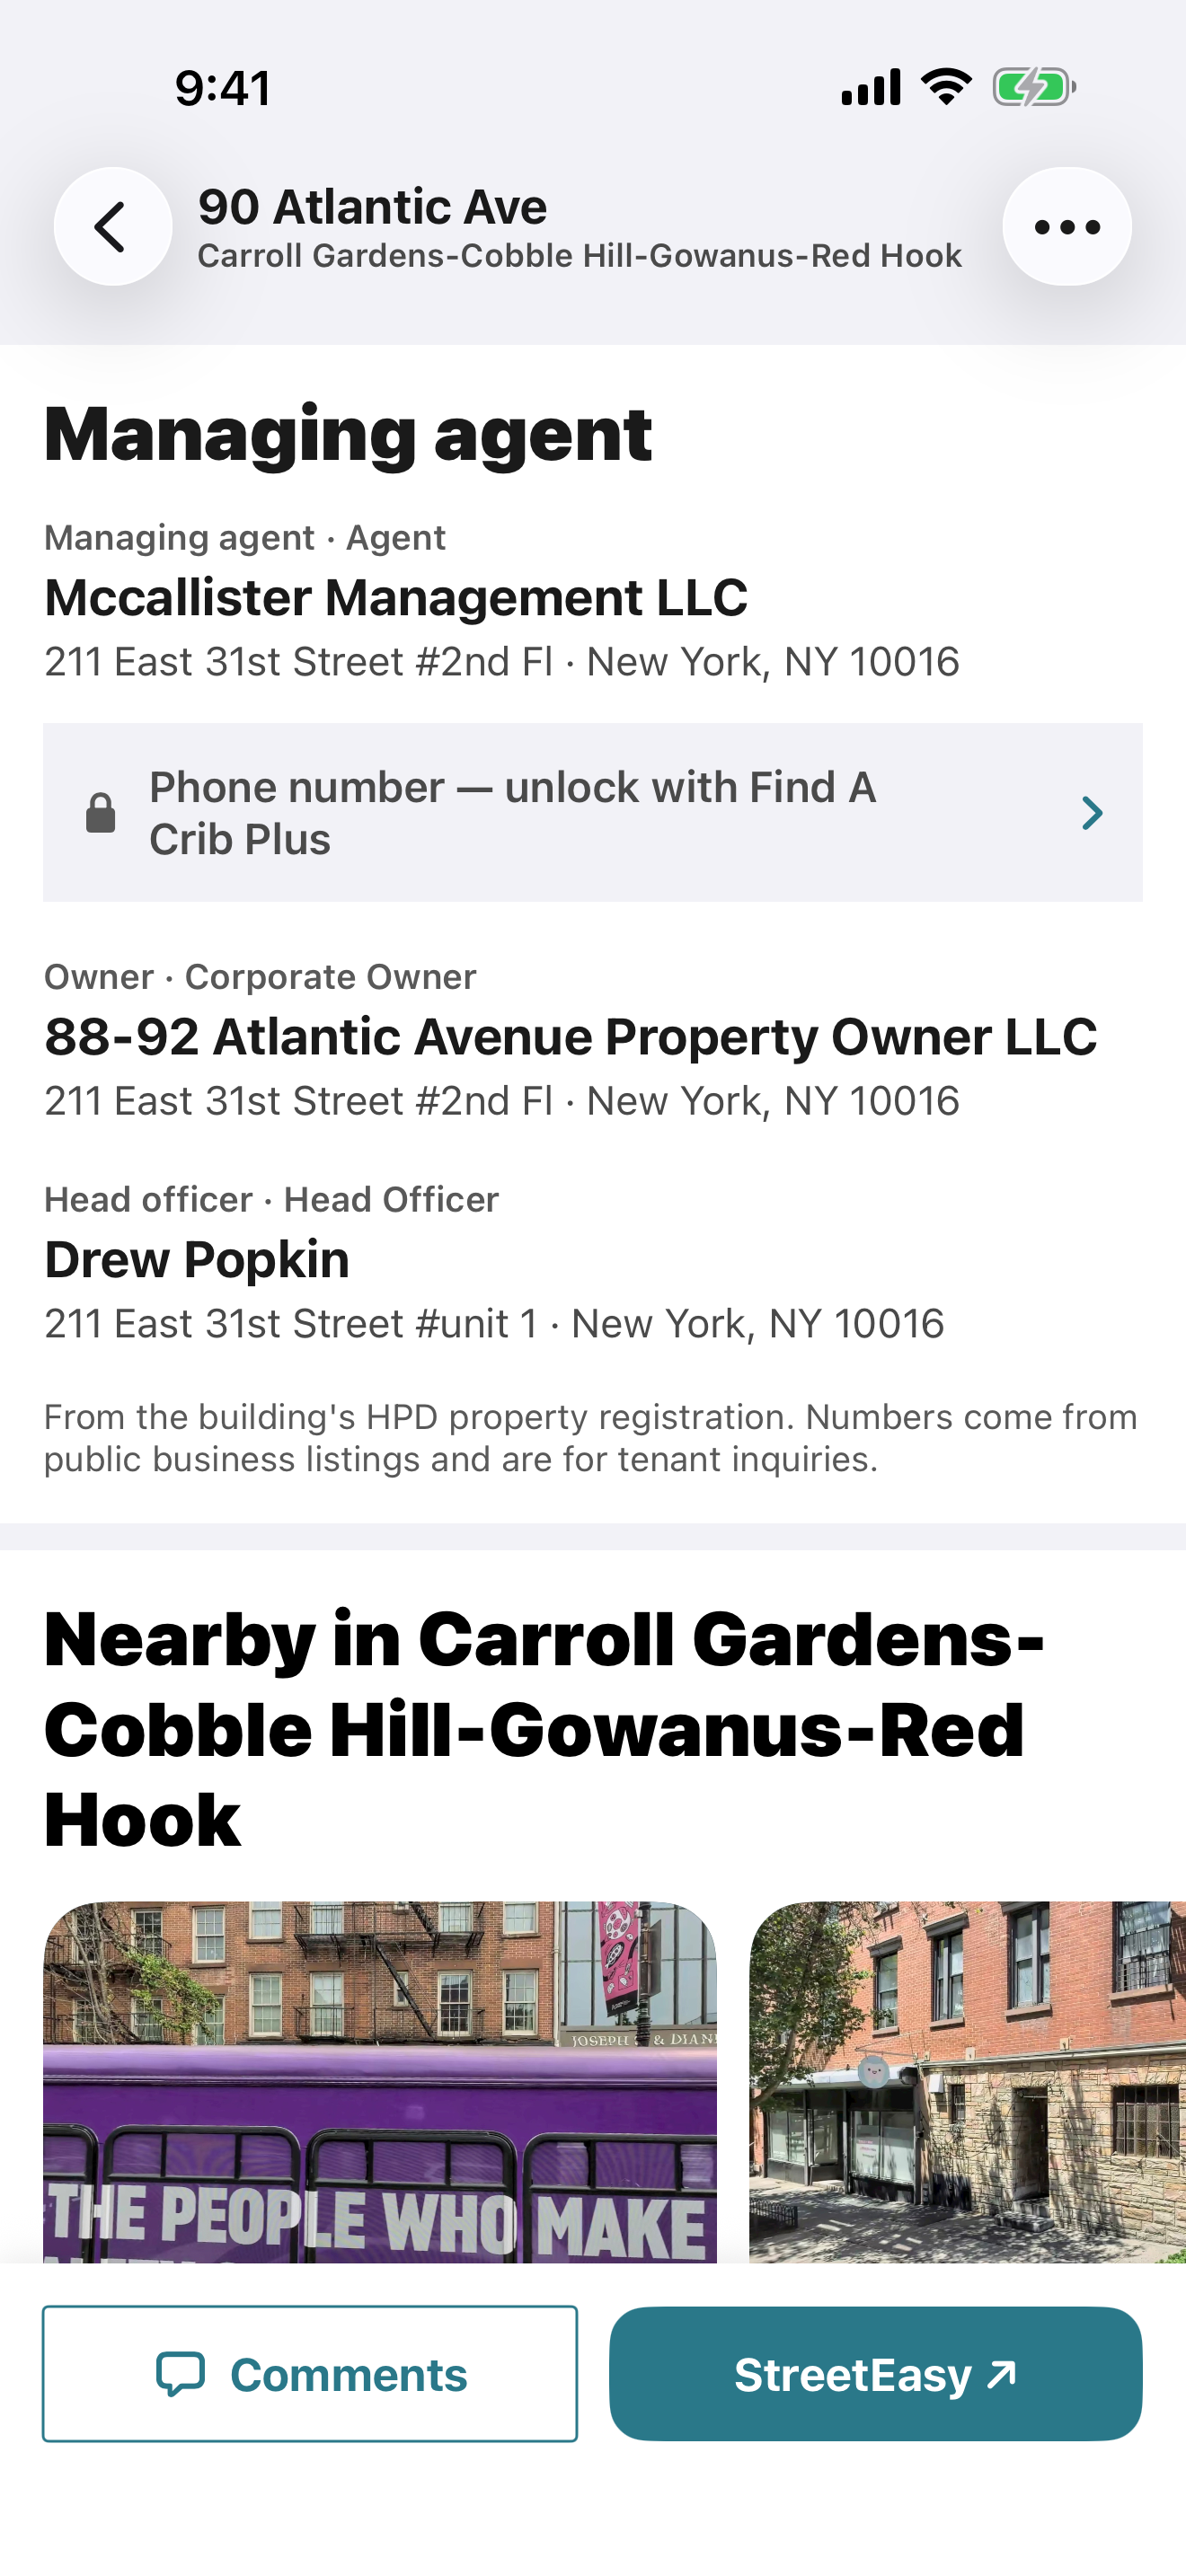 9:41
90 Atlantic Ave
Carroll Gardens-Cobble Hill-Gowanus-Red Hook
Managing agent
Managing agent · Agent
Mccallister Management LLC
211 East 31st Street #2nd Fl · New York, NY 10016
Phone number — unlock with Find A
Crib Plus
Owner · Corporate Owner
88-92 Atlantic Avenue Property Owner LLC
211 East 31st Street #2nd Fl · New York, NY 10016
Head officer · Head Officer
Drew Popkin
211 East 31st Street #unit 1 · New York, NY 10016
From the building's HPD property registration. Numbers come from
public business listings and are for tenant inquiries.
Nearby in Carroll Gardens-
Cobble Hill-Gowanus-Red
Hook
JOSEPH & DIAN
THE PEOPLE WHO MAKE
Comments
StreetEasy ↗